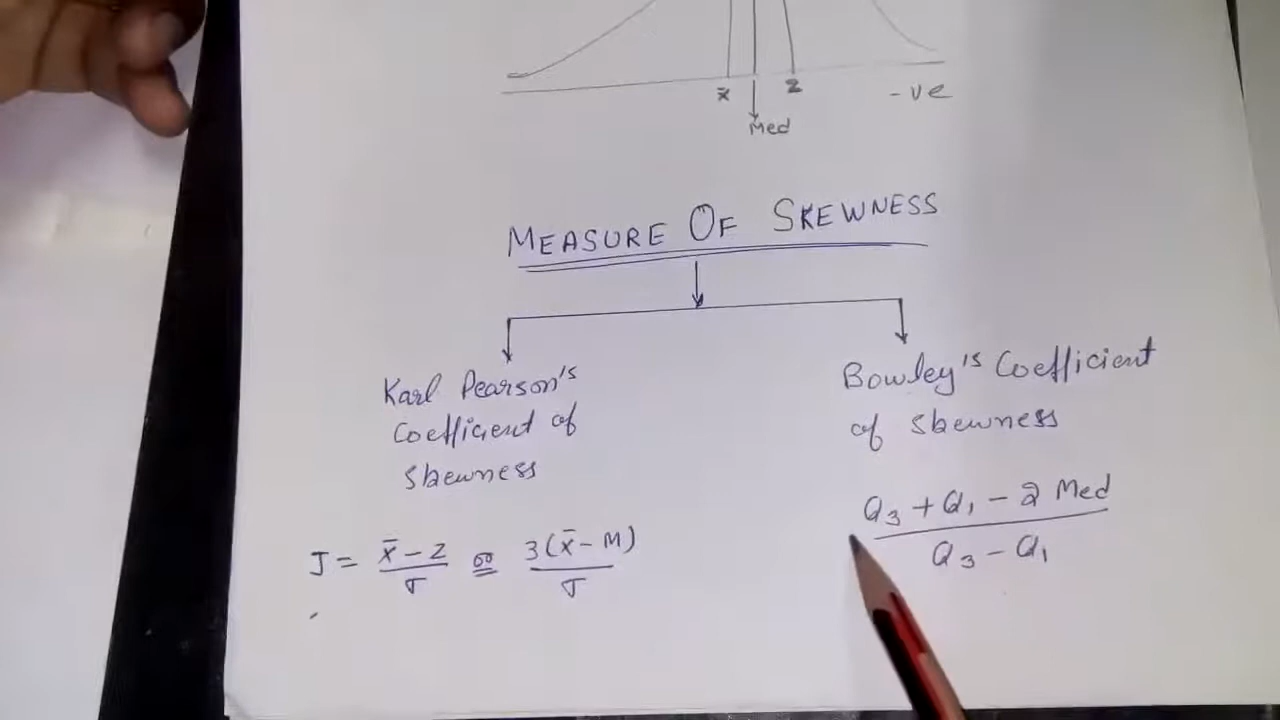 x̄ z -ve
Med
MEASURE OF SKEWNESS
Karl Pearson's
Coefficient of
Skewness
J = x̄ - Z / σ or 3(x̄ - M) / σ
Bowley's Coefficient
of Skewness
Q3 + Q1 - 2 Med
Q3 - Q1